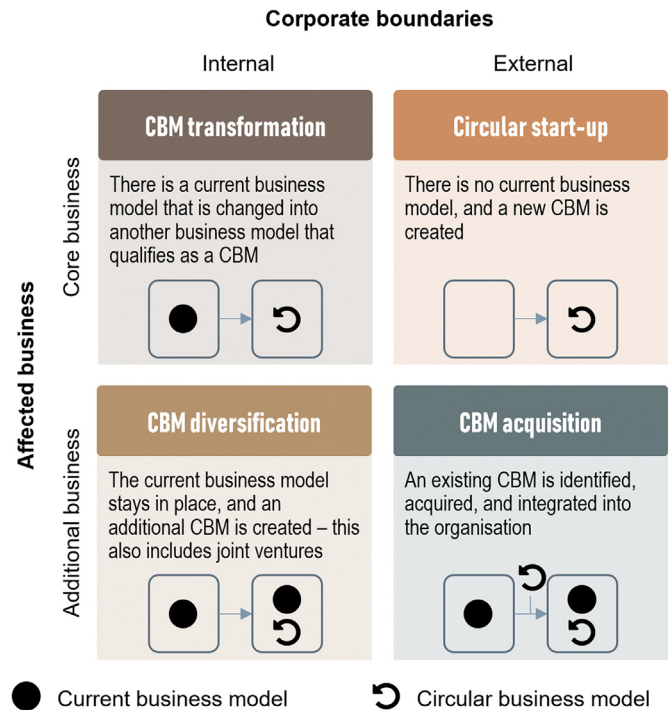 Corporate boundaries
Internal
External
Affected business
Core business
CBM transformation
There is a current business
model that is changed into
another business model that
qualifies as a CBM
Circular start-up
There is no current business
model, and a new CBM is
created
Additional business
CBM diversification
The current business model
stays in place, and an
additional CBM is created – this
also includes joint ventures
CBM acquisition
An existing CBM is identified,
acquired, and integrated into
the organisation
Current business model
Circular business model